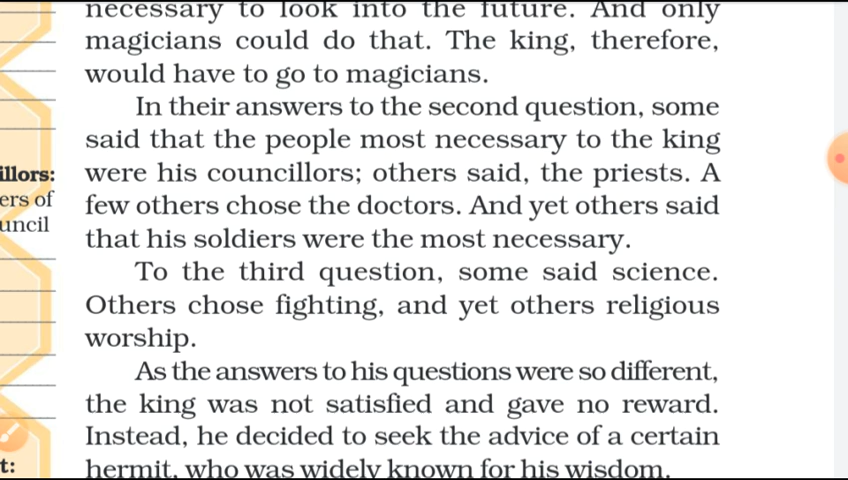 necessary to look into the future. And only
magicians could do that. The king, therefore,
would have to go to magicians.
In their answers to the second question, some
said that the people most necessary to the king
illors: were his councillors; others said, the priests. A
ers of few others chose the doctors. And yet others said
uncil that his soldiers were the most necessary.
To the third question, some said science.
Others chose fighting, and yet others religious
worship.
As the answers to his questions were so different,
the king was not satisfied and gave no reward.
Instead, he decided to seek the advice of a certain
t: hermit, who was widely known for his wisdom.